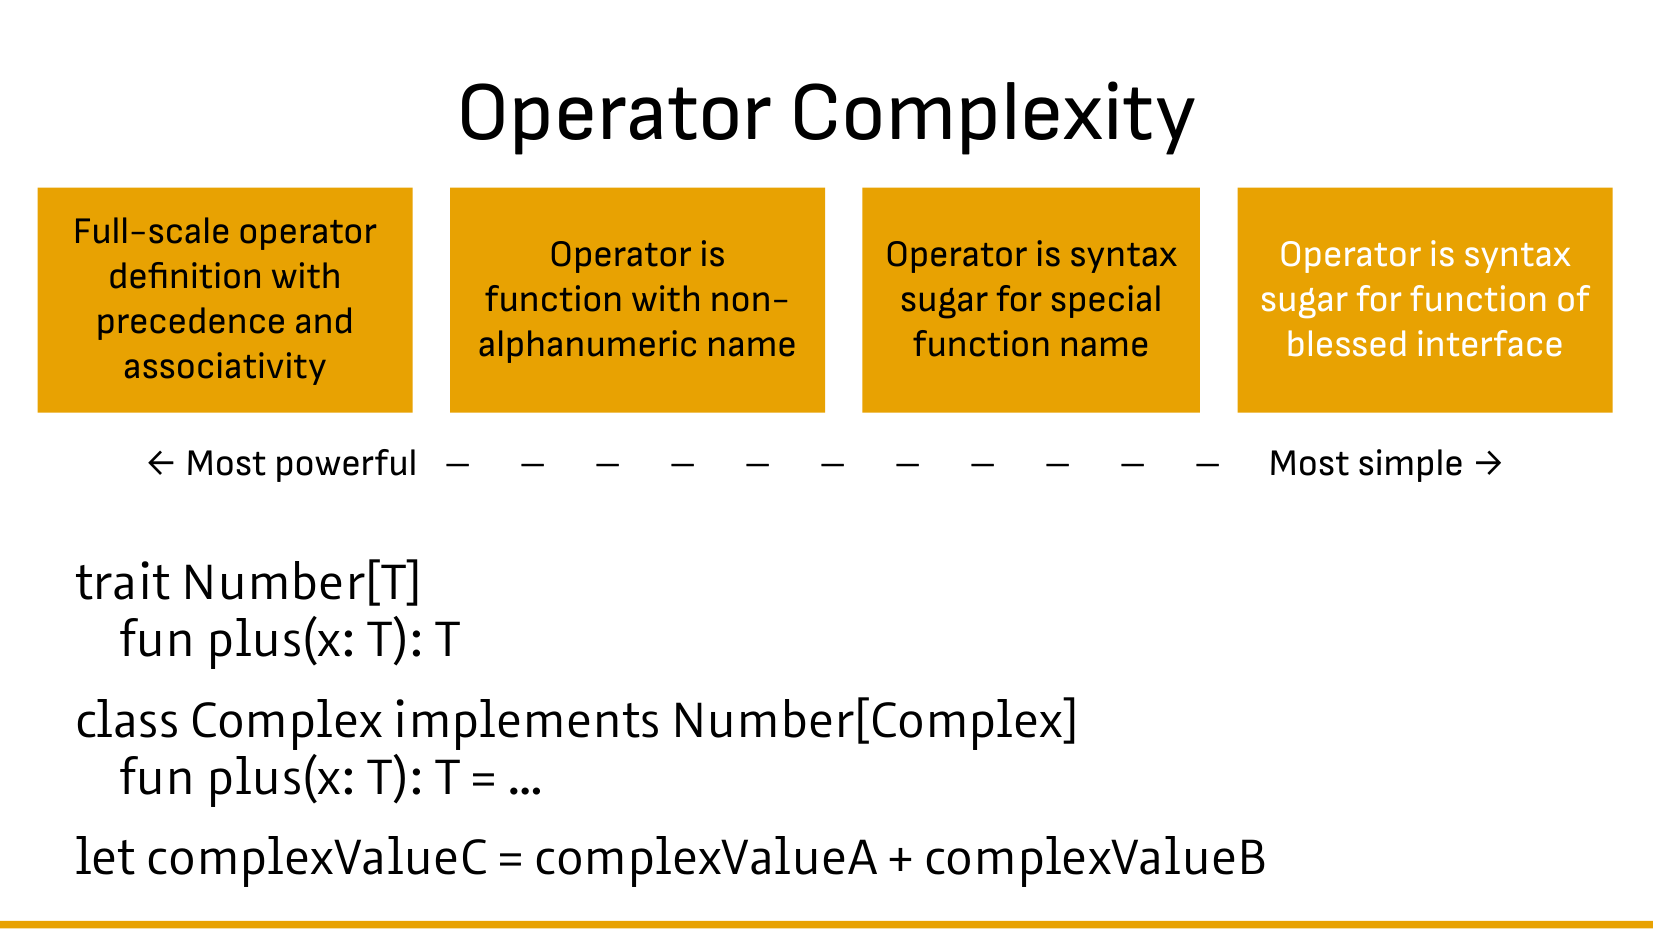 Operator Complexity
Full-scale operator
definition with
precedence and
associativity
Operator is
function with non-
alphanumeric name
Operator is syntax
sugar for special
function name
Operator is syntax
sugar for function of
blessed interface
← Most powerful – – – – – – – – – – – Most simple →
trait Number[T]
fun plus(x: T): T
class Complex implements Number[Complex]
fun plus(x: T): T = ...
let complexValueC = complexValueA + complexValueB